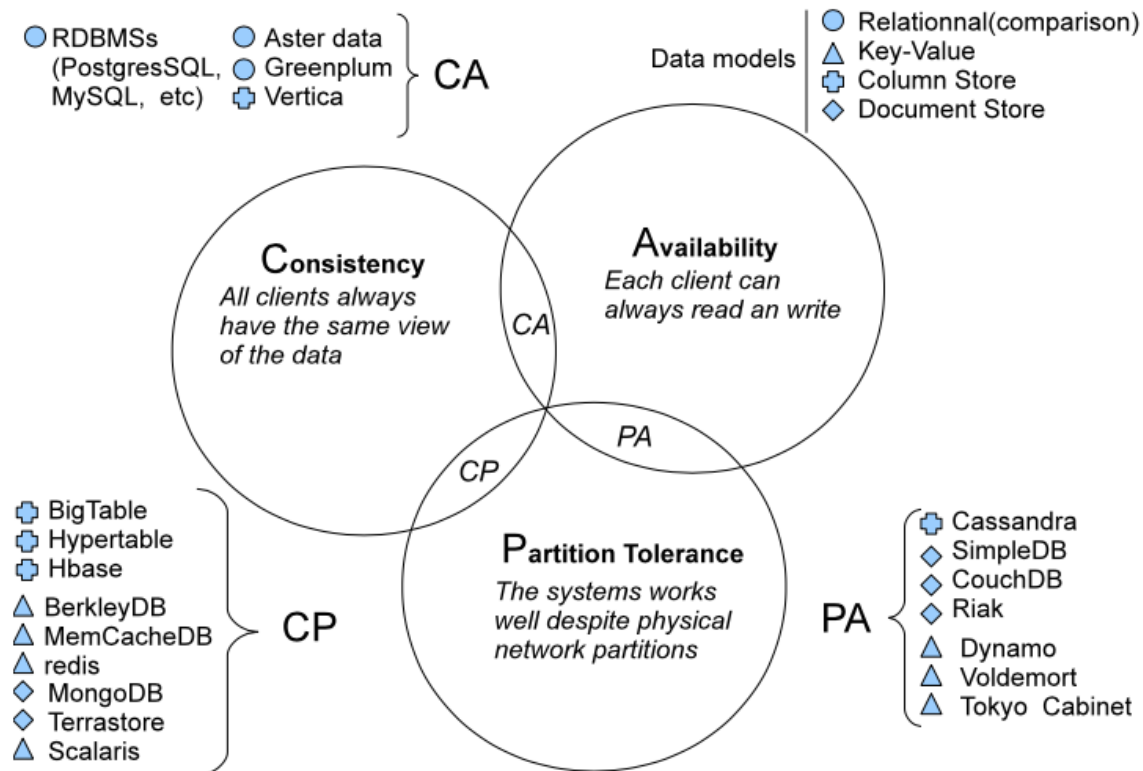 RDBMSs
(PostgresSQL,
MySQL, etc)
Aster data
Greenplum
Vertica
CA
Data models
Relationnal(comparison)
Key-Value
Column Store
Document Store
Consistency
All clients always
have the same view
of the data
Availability
Each client can
always read an write
CA
PA
CP
Partition Tolerance
The systems works
well despite physical
network partitions
BigTable
Hypertable
Hbase
BerkleyDB
MemCacheDB
redis
MongoDB
Terrastore
Scalaris
CP
PA
Cassandra
SimpleDB
CouchDB
Riak
Dynamo
Voldemort
Tokyo Cabinet